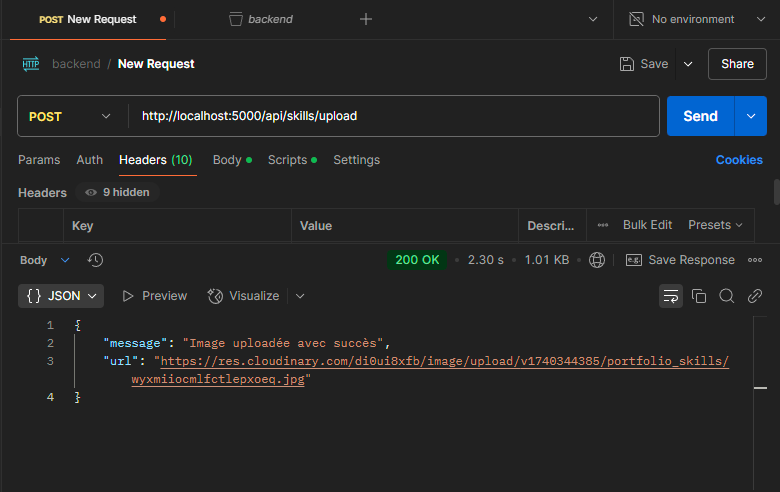 POST New Request backend No environment
HTTP backend / New Request Save Share
POST http://localhost:5000/api/skills/upload Send
Params Auth Headers (10) Body Scripts Settings Cookies
Headers 9 hidden
Key Value Descri... Bulk Edit Presets
Body 200 OK 2.30 s 1.01 KB e.g. Save Response
{} JSON Preview Visualize
1 {
2 "message": "Image uploadée avec succès",
3 "url": "https://res.cloudinary.com/di0ui8xfb/image/upload/v1740344385/portfolio_skills/
wyxmiiocmlfctlepxoeq.jpg"
4 }